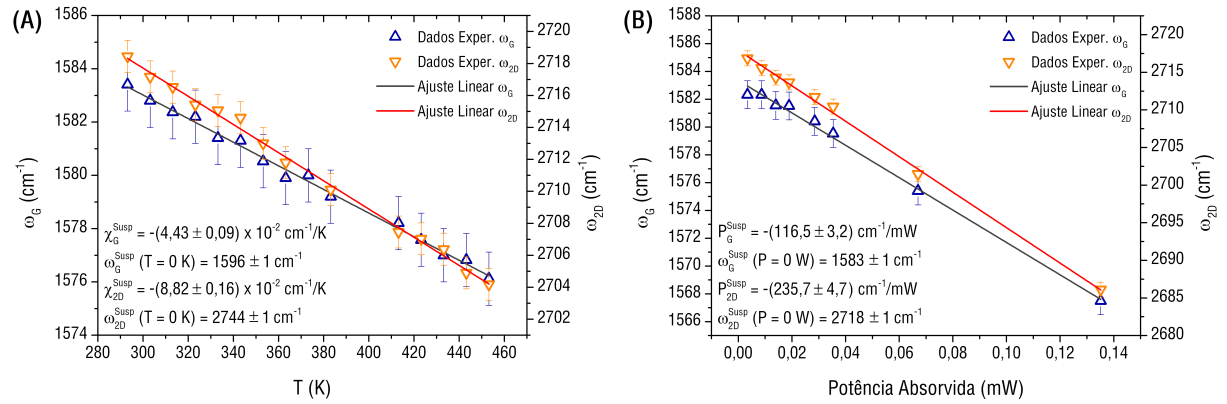 (A)
1586
1584
1582
1580
1578
1576
1574
ω_G (cm⁻¹)
280 300 320 340 360 380 400 420 440 460
T (K)
2720
2718
2716
2714
2712
2710
2708
2706
2704
2702
ω_2D (cm⁻¹)
Dados Exper. ω_G
Dados Exper. ω_2D
Ajuste Linear ω_G
Ajuste Linear ω_2D
χ_G^Susp = -(4,43 ± 0,09) x 10⁻² cm⁻¹/K
ω_G^Susp (T = 0 K) = 1596 ± 1 cm⁻¹
χ_2D^Susp = -(8,82 ± 0,16) x 10⁻² cm⁻¹/K
ω_2D^Susp (T = 0 K) = 2744 ± 1 cm⁻¹
(B)
1588
1586
1584
1582
1580
1578
1576
1574
1572
1570
1568
1566
ω_G (cm⁻¹)
0,00 0,02 0,04 0,06 0,08 0,10 0,12 0,14
Potência Absorvida (mW)
2720
2715
2710
2705
2700
2695
2690
2685
2680
ω_2D (cm⁻¹)
Dados Exper. ω_G
Dados Exper. ω_2D
Ajuste Linear ω_G
Ajuste Linear ω_2D
P_G^Susp = -(116,5 ± 3,2) cm⁻¹/mW
ω_G^Susp (P = 0 W) = 1583 ± 1 cm⁻¹
P_2D^Susp = -(235,7 ± 4,7) cm⁻¹/mW
ω_2D^Susp (P = 0 W) = 2718 ± 1 cm⁻¹